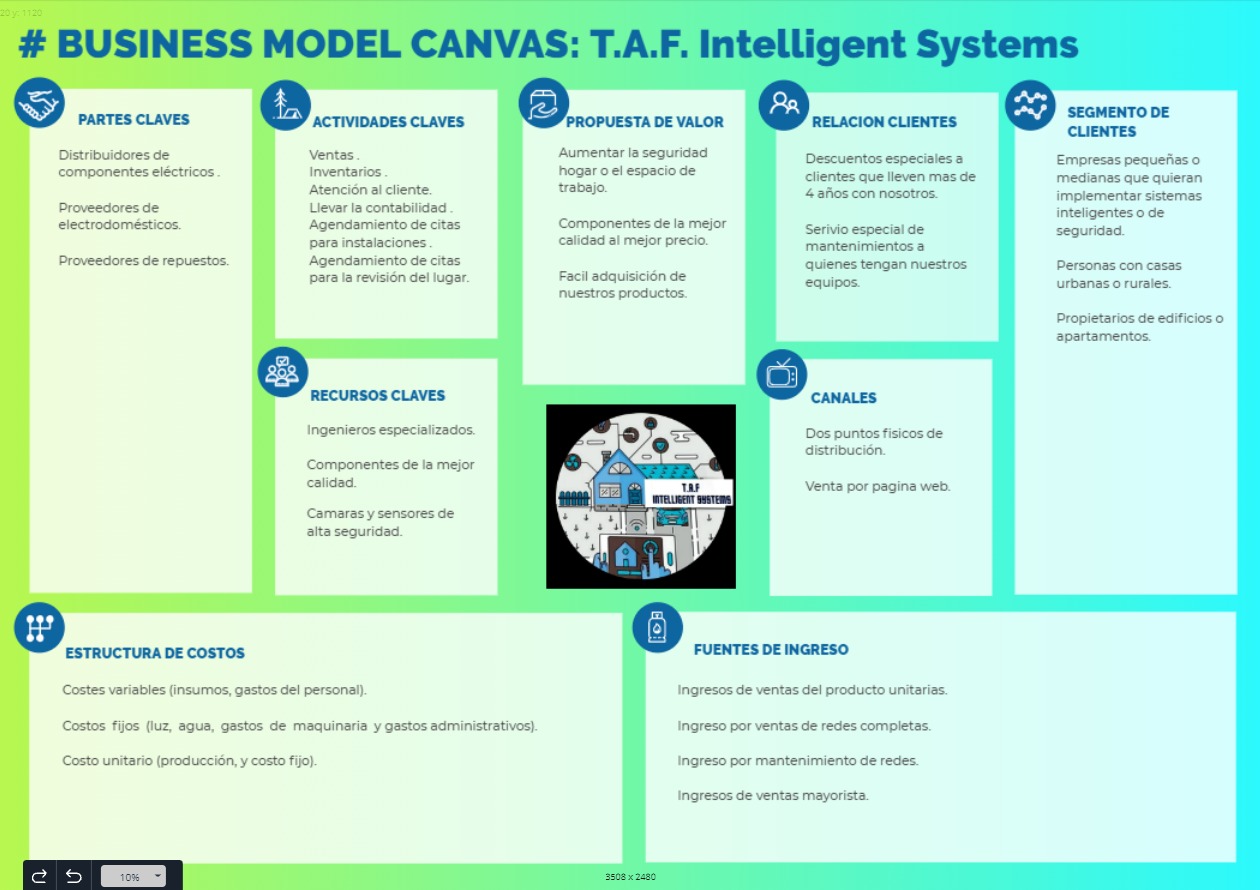 20 y: 1120
# BUSINESS MODEL CANVAS: T.A.F. Intelligent Systems
PARTES CLAVES
Distribuidores de
componentes eléctricos .
Proveedores de
electrodomésticos.
Proveedores de repuestos.
ACTIVIDADES CLAVES
Ventas .
Inventarios .
Atención al cliente.
Llevar la contabilidad .
Agendamiento de citas
para instalaciones .
Agendamiento de citas
para la revisión del lugar.
RECURSOS CLAVES
Ingenieros especializados.
Componentes de la mejor
calidad.
Camaras y sensores de
alta seguridad.
PROPUESTA DE VALOR
Aumentar la seguridad
hogar o el espacio de
trabajo.
Componentes de la mejor
calidad al mejor precio.
Facil adquisición de
nuestros productos.
T.A.F
INTELLIGENT SYSTEMS
RELACION CLIENTES
Descuentos especiales a
clientes que lleven mas de
4 años con nosotros.
Serivio especial de
mantenimientos a
quienes tengan nuestros
equipos.
CANALES
Dos puntos fisicos de
distribución.
Venta por pagina web.
SEGMENTO DE
CLIENTES
Empresas pequeñas o
medianas que quieran
implementar sistemas
inteligentes o de
seguridad.
Personas con casas
urbanas o rurales.
Propietarios de edificios o
apartamentos.
ESTRUCTURA DE COSTOS
Costes variables (insumos, gastos del personal).
Costos fijos (luz, agua, gastos de maquinaria y gastos administrativos).
Costo unitario (producción, y costo fijo).
FUENTES DE INGRESO
Ingresos de ventas del producto unitarias.
Ingreso por ventas de redes completas.
Ingreso por mantenimiento de redes.
Ingresos de ventas mayorista.
10%
3508 x 2480